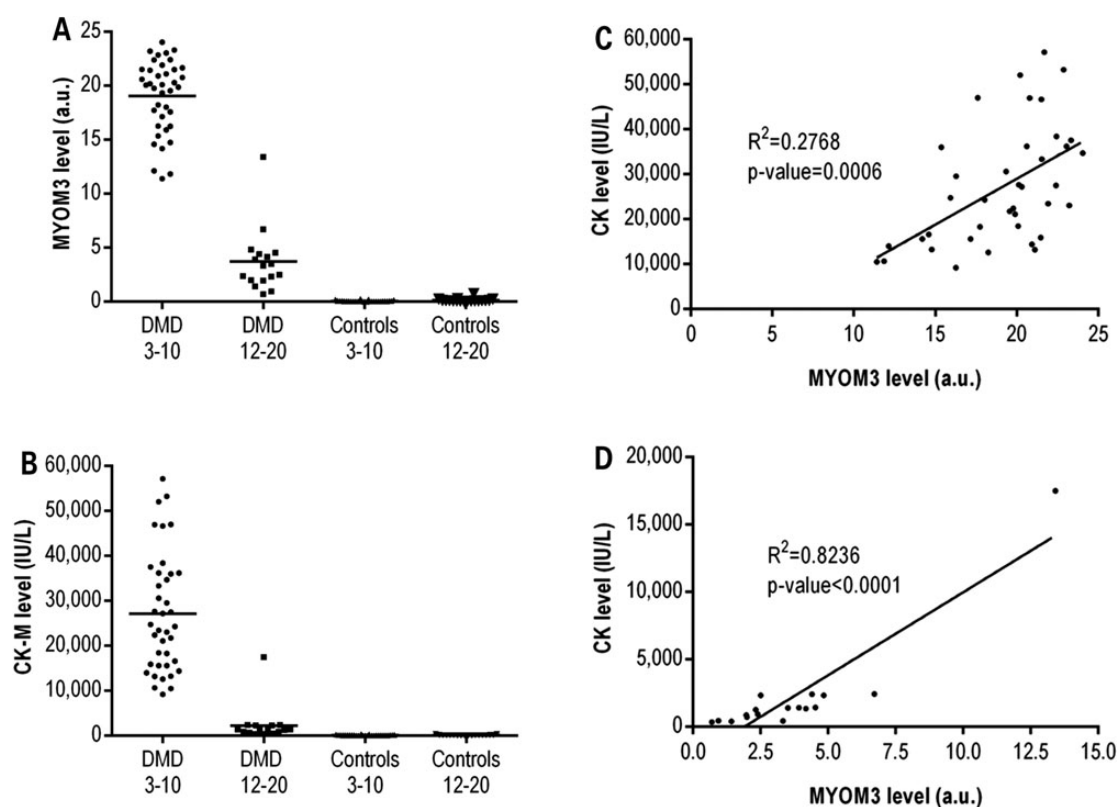 A
MYOM3 level (a.u.)
25
20
15
10
5
0
DMD
3-10
DMD
12-20
Controls
3-10
Controls
12-20
C
CK level (IU/L)
60,000
50,000
40,000
30,000
20,000
10,000
0
R²=0.2768
p-value=0.0006
0
5
10
15
20
25
MYOM3 level (a.u.)
B
CK-M level (IU/L)
60,000
50,000
40,000
30,000
20,000
10,000
0
DMD
3-10
DMD
12-20
Controls
3-10
Controls
12-20
D
CK level (IU/L)
20,000
15,000
10,000
5,000
0
R²=0.8236
p-value<0.0001
0.0
2.5
5.0
7.5
10.0
12.5
15.0
MYOM3 level (a.u.)